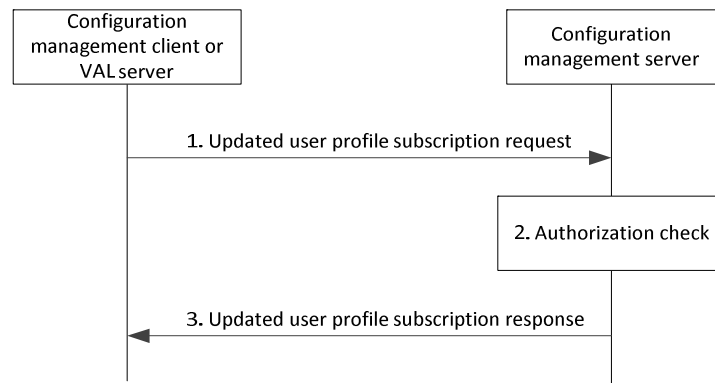 Configuration
management client or
VAL server
Configuration
management server
1. Updated user profile subscription request
2. Authorization check
3. Updated user profile subscription response